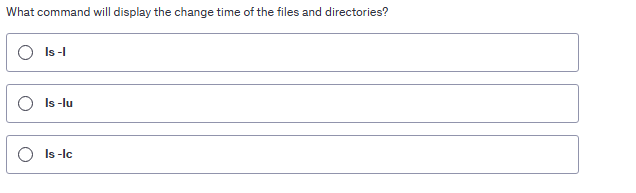 What command will display the change time of the files and directories?
ls -l
ls -lu
ls -lc